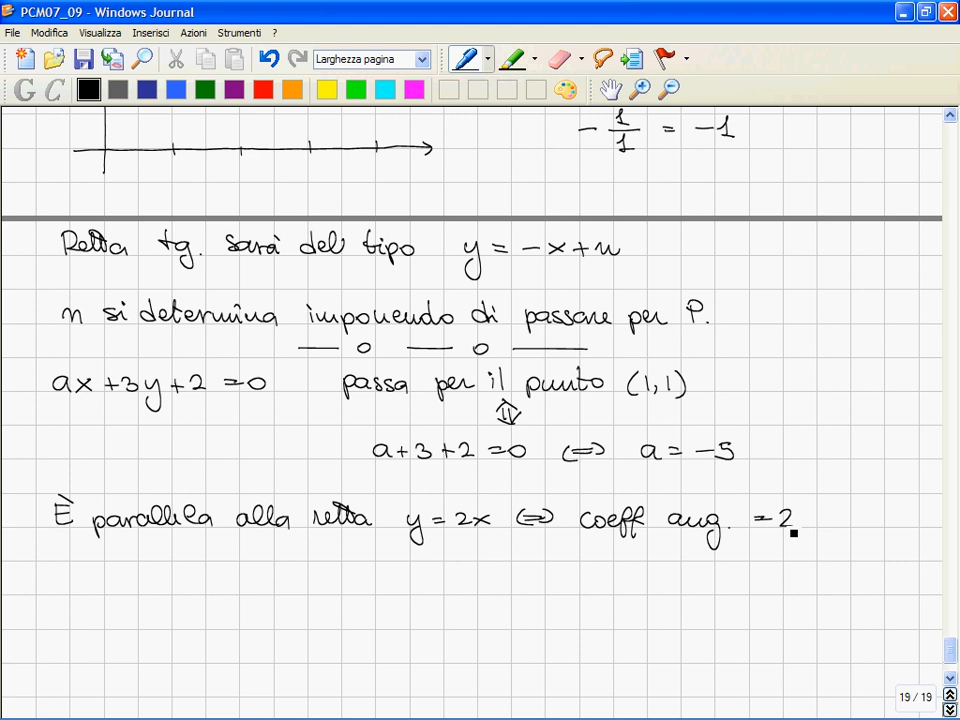 PCM07_09 - Windows Journal
File Modifica Visualizza Inserisci Azioni Strumenti ?
Larghezza pagina
G C
- 1/1 = -1
Retta tg. sarà del tipo y = -x+n
n si determina imponendo di passare per P.
ax+3y+2=0 passa per il punto (1,1)
⇕
a+3+2=0 ⇔ a=-5
È parallela alla retta y=2x ⇔ coeff ang. =2
19 / 19